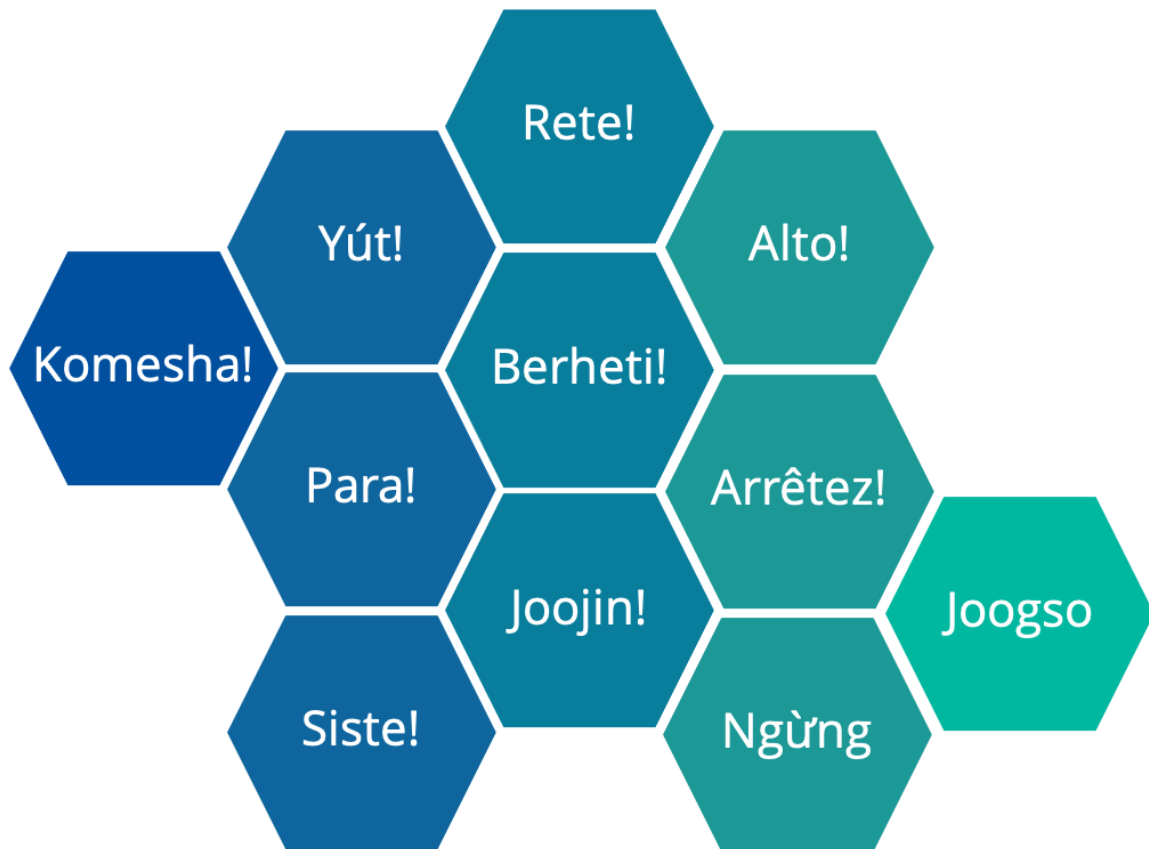 Rete!
Yút!
Alto!
Komesha!
Berheti!
Para!
Arrêtez!
Joojin!
Joogso
Siste!
Ngừng